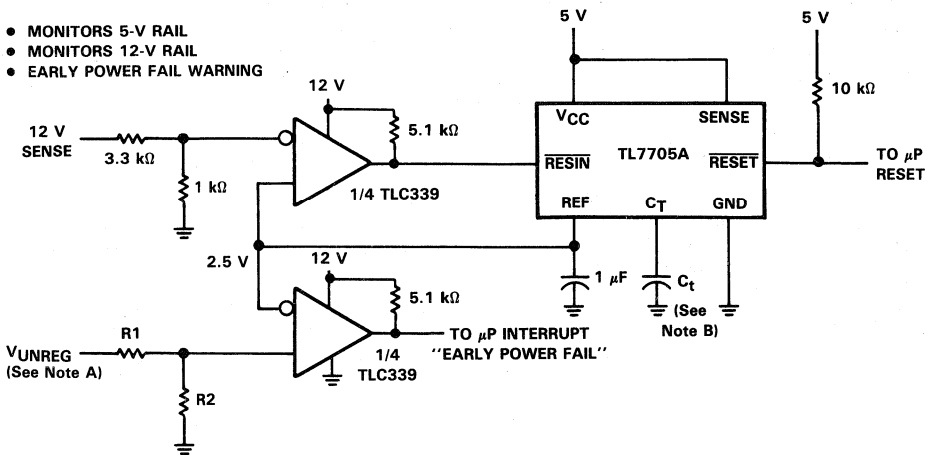 • MONITORS 5-V RAIL
• MONITORS 12-V RAIL
• EARLY POWER FAIL WARNING
5 V
5 V
12 V
5.1 kΩ
10 kΩ
VCC
SENSE
12 V
SENSE
3.3 kΩ
1 kΩ
1/4 TLC339
RESIN
TL7705A
RESET
TO μP
RESET
REF
CT
GND
2.5 V
12 V
5.1 kΩ
1 μF
Ct
(See
Note B)
TO μP INTERRUPT
"EARLY POWER FAIL"
1/4
TLC339
VUNREG
(See Note A)
R1
R2